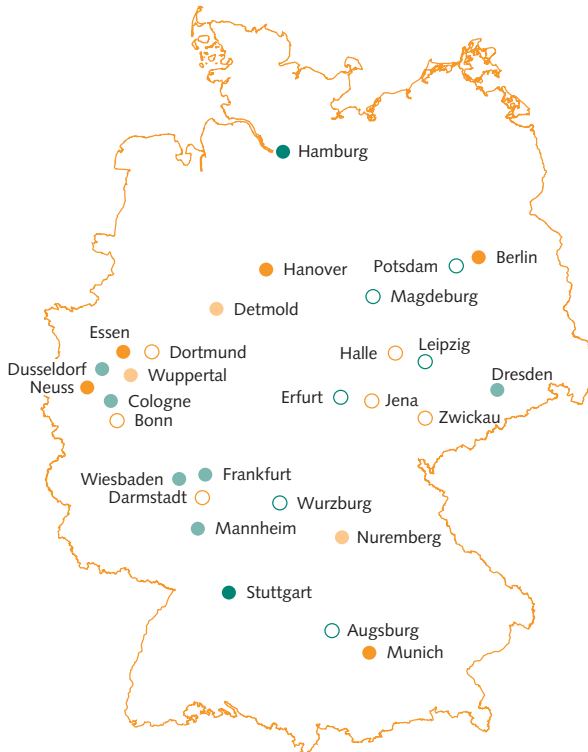 Hamburg
Berlin
Potsdam
Hanover
Magdeburg
Detmold
Essen
Dortmund
Halle
Leipzig
Dusseldorf
Wuppertal
Neuss
Dresden
Cologne
Erfurt
Jena
Bonn
Zwickau
Wiesbaden
Frankfurt
Darmstadt
Wurzburg
Mannheim
Nuremberg
Stuttgart
Augsburg
Munich